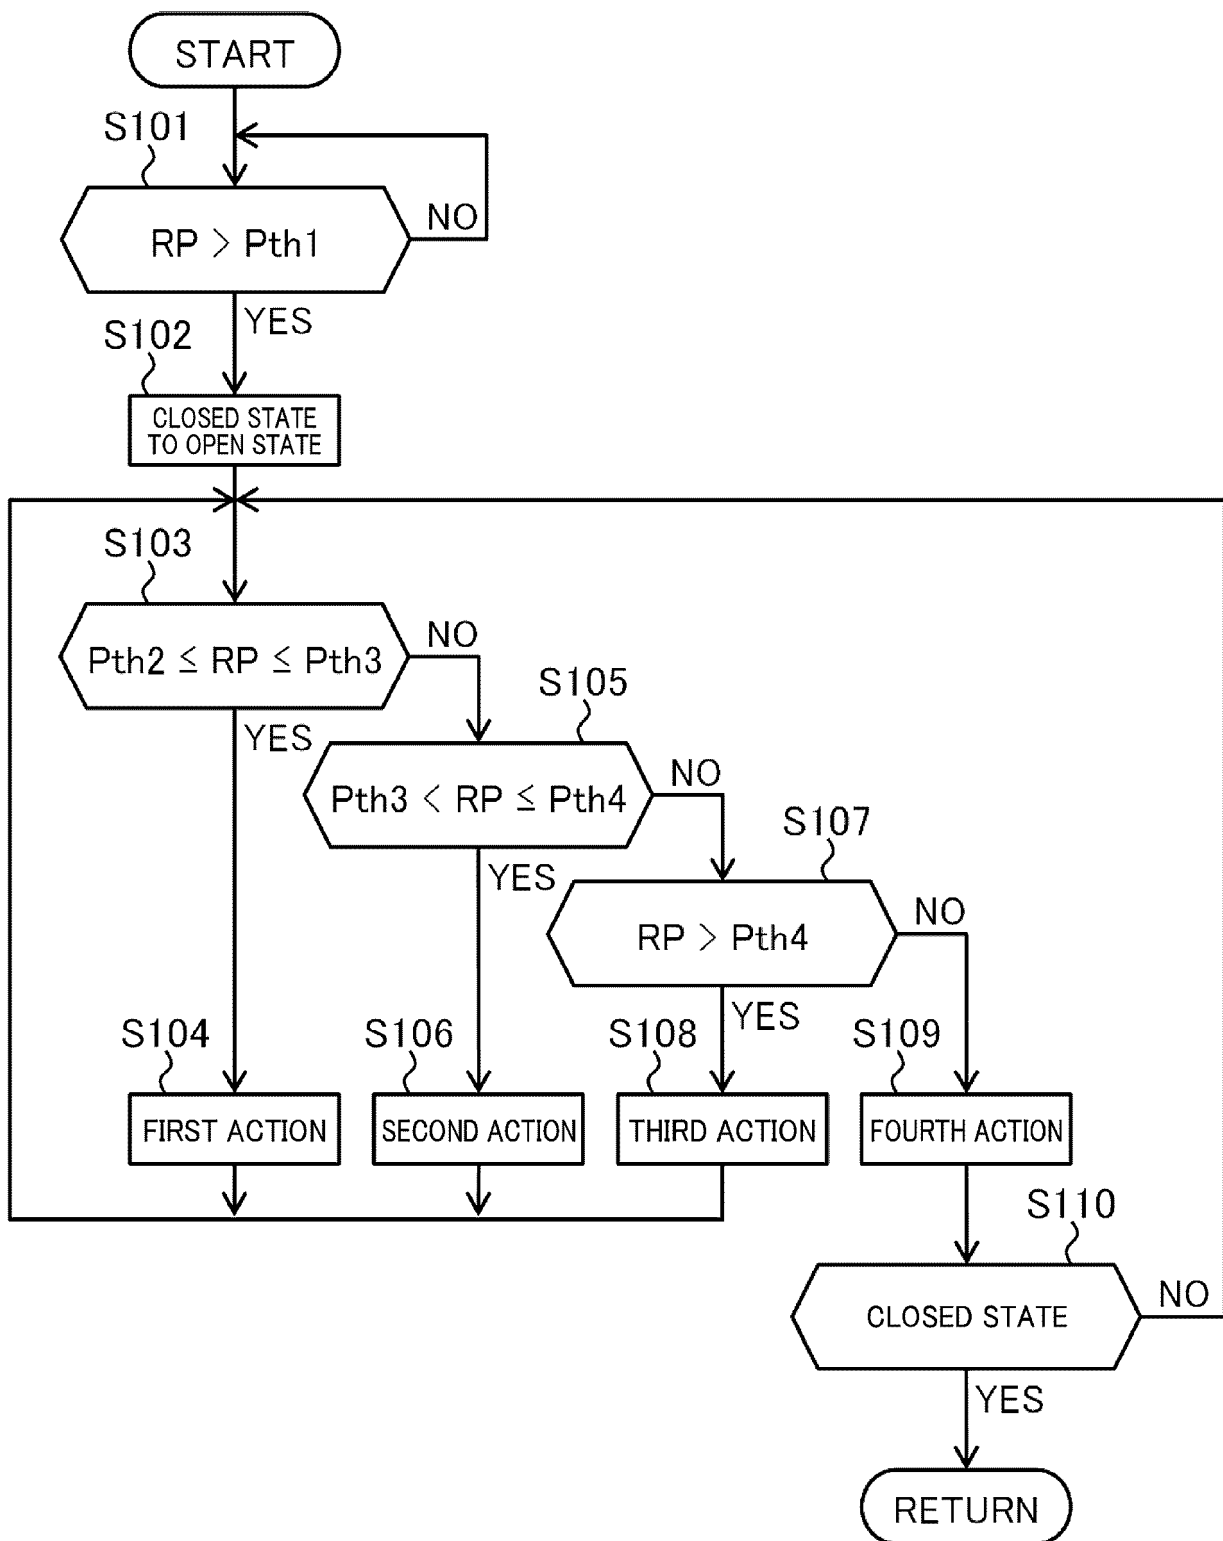 START
S101
NO
RP > Pth1
YES
S102
CLOSED STATE
TO OPEN STATE
S103
NO
Pth2 ≤ RP ≤ Pth3
S105
YES
NO
Pth3 < RP ≤ Pth4
S107
YES
NO
RP > Pth4
YES
S104
S106
S108
S109
FIRST ACTION
SECOND ACTION
THIRD ACTION
FOURTH ACTION
S110
NO
CLOSED STATE
YES
RETURN